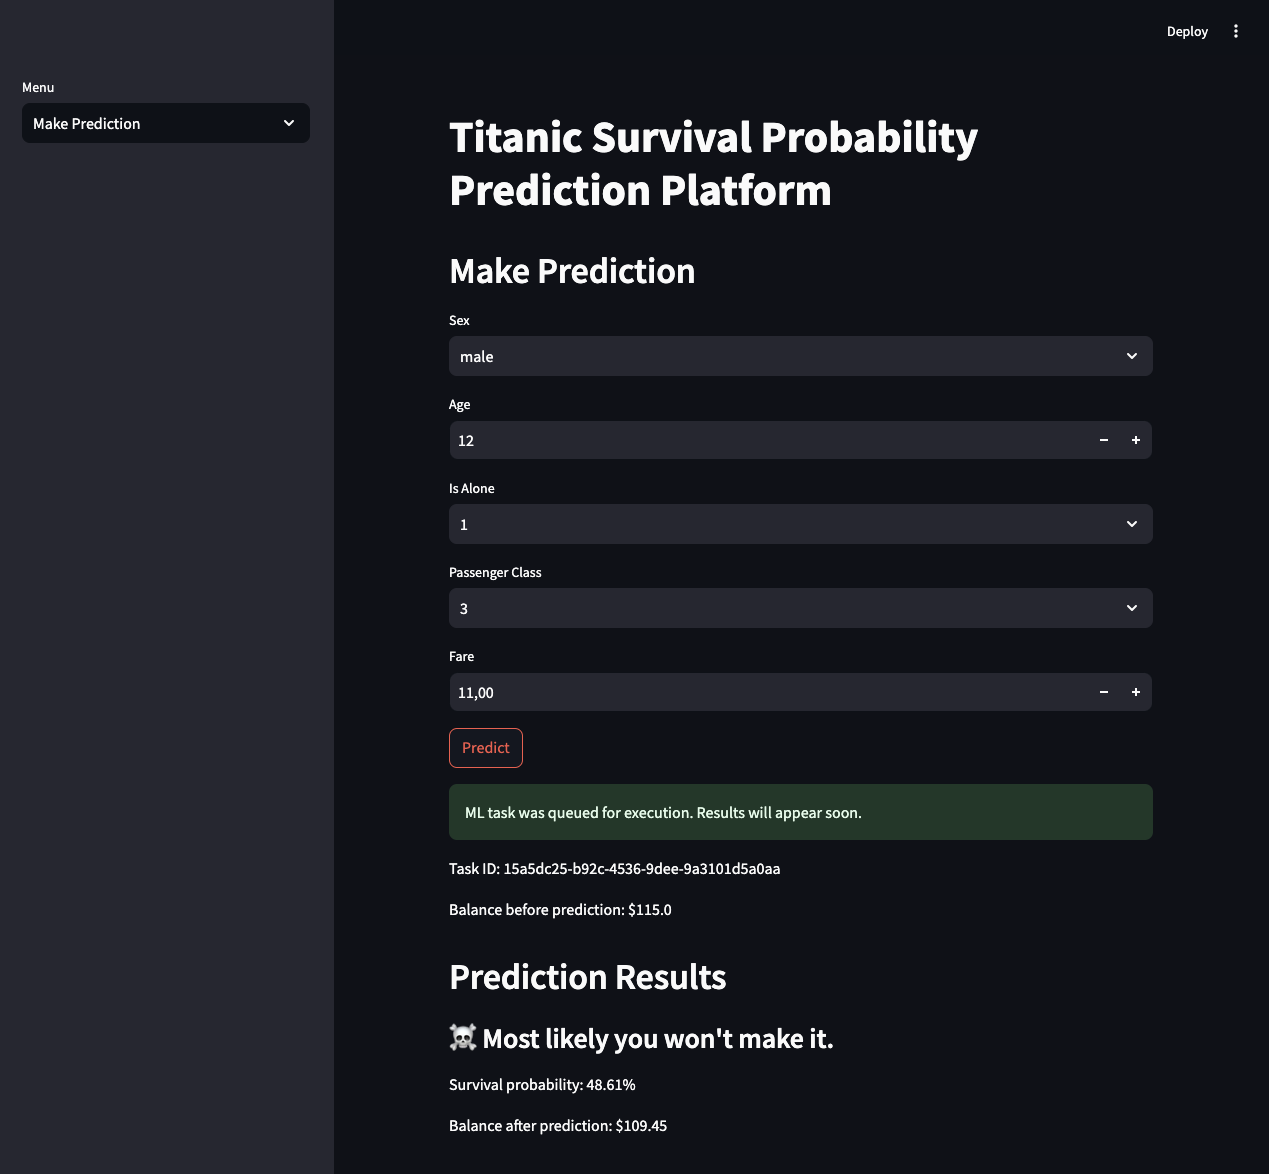 Deploy
Menu
Make Prediction
Titanic Survival Probability
Prediction Platform
Make Prediction
Sex
male
Age
12
Is Alone
1
Passenger Class
3
Fare
11,00
Predict
ML task was queued for execution. Results will appear soon.
Task ID: 15a5dc25-b92c-4536-9dee-9a3101d5a0aa
Balance before prediction: $115.0
Prediction Results
☠️ Most likely you won't make it.
Survival probability: 48.61%
Balance after prediction: $109.45